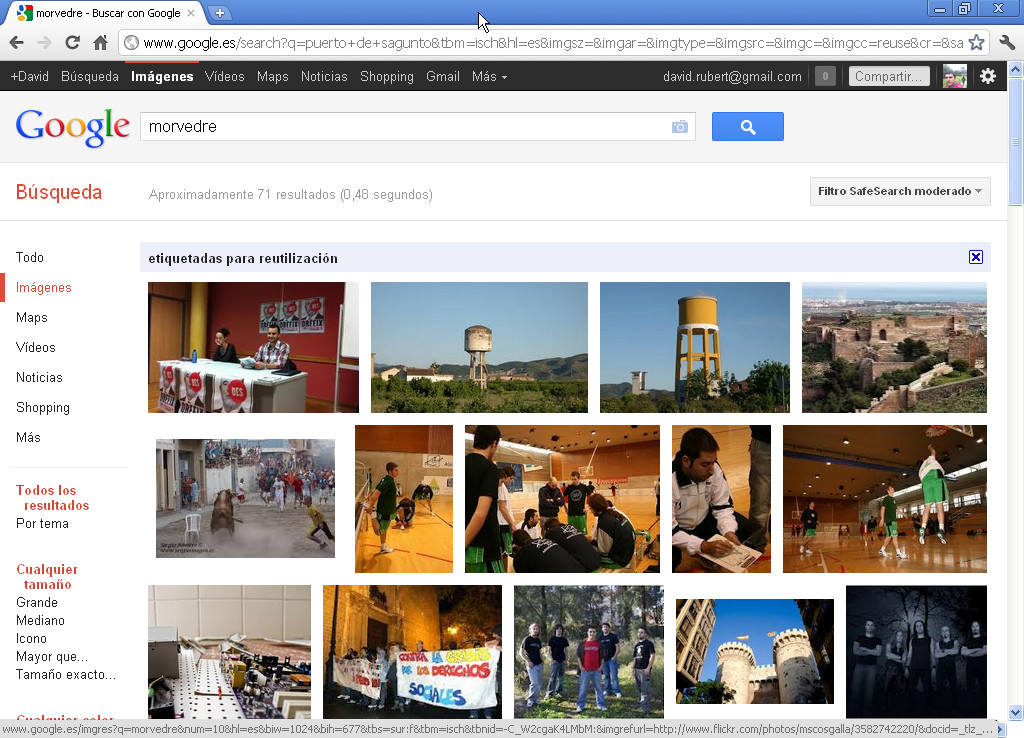 morvedre - Buscar con Google
www.google.es/search?q=puerto+de+sagunto&tbm=isch&hl=es&imgsz=&imgar=&imgtype=&imgsrc=&imgc=&imgcc=reuse&cr=&sa
+David Búsqueda Imágenes Vídeos Maps Noticias Shopping Gmail Más david.rubert@gmail.com 0 Compartir...
Google
morvedre
Búsqueda
Aproximadamente 71 resultados (0,48 segundos)
Filtro SafeSearch moderado
Todo
Imágenes
Maps
Vídeos
Noticias
Shopping
Más
Todos los
resultados
Por tema
Cualquier
tamaño
Grande
Mediano
Icono
Mayor que...
Tamaño exacto...
Cualquier color
etiquetadas para reutilización
CONTRA LA
DE LOS DERECHOS
SOCIALES
www.google.es/imgres?q=morvedre&num=10&hl=es&biw=1024&bih=677&tbs=sur:f&tbm=isch&tbnid=-C_W2cgaK4LMbM:&imgrefurl=http://www.flickr.com/photos/mscosgalla/3582742220/&docid=_tlz_...